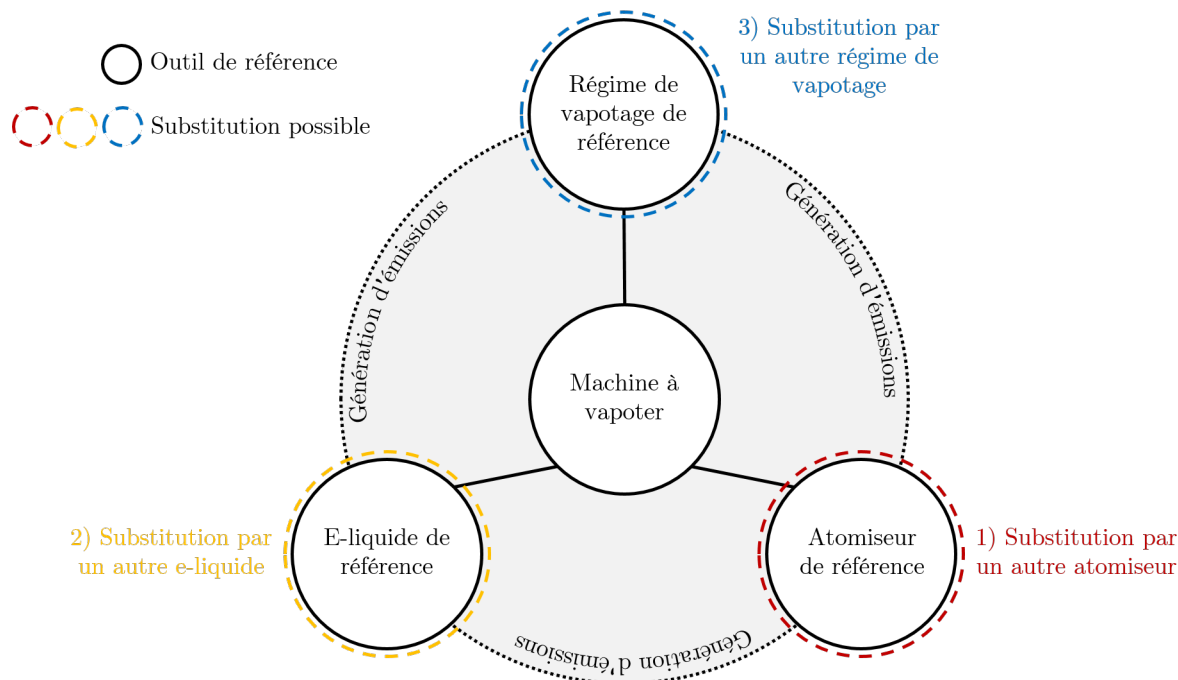 Outil de référence
Substitution possible
3) Substitution par
un autre régime de
vapotage
Régime de
vapotage de
référence
Génération d'émissions
Génération d'émissions
Machine à
vapoter
2) Substitution par
un autre e-liquide
E-liquide de
référence
Atomiseur
de référence
1) Substitution par
un autre atomiseur
Génération d'émissions